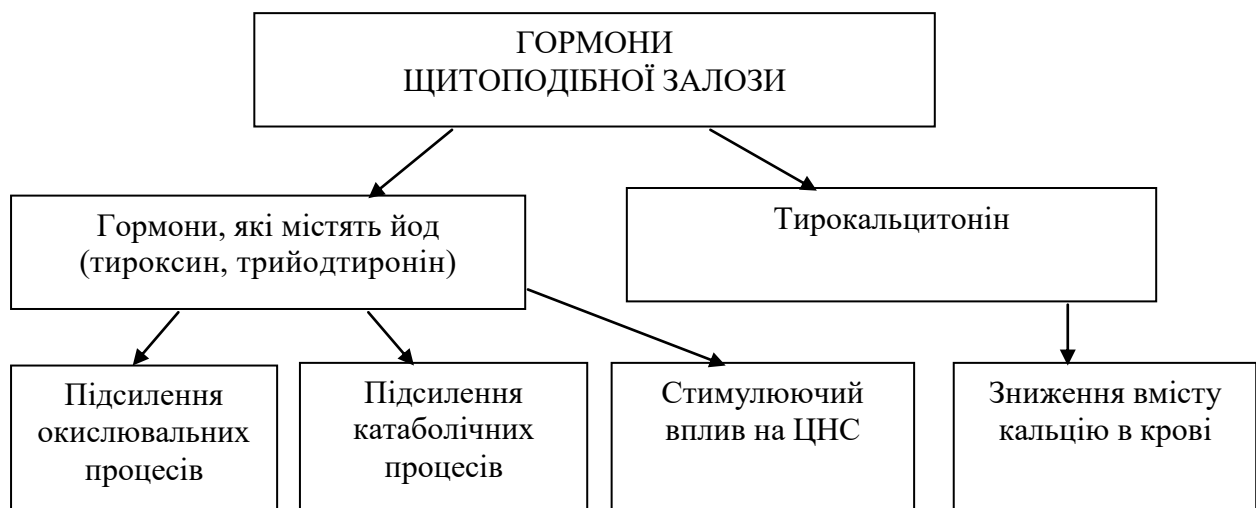 ГОРМОНИ
ЩИТОПОДІБНОЇ ЗАЛОЗИ
Гормони, які містять йод
(тироксин, трийодтиронін)
Тирокальцитонін
Підсилення
окислювальних
процесів
Підсилення
катаболічних
процесів
Стимулюючий
вплив на ЦНС
Зниження вмісту
кальцію в крові